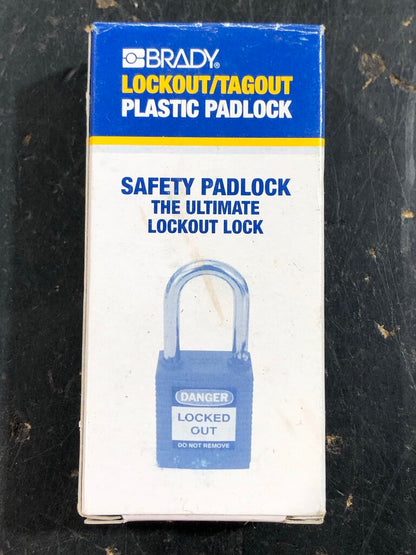 BRADY®
LOCKOUT/TAGOUT
PLASTIC PADLOCK
SAFETY PADLOCK
THE ULTIMATE
LOCKOUT LOCK
DANGER
LOCKED
OUT
DO NOT REMOVE